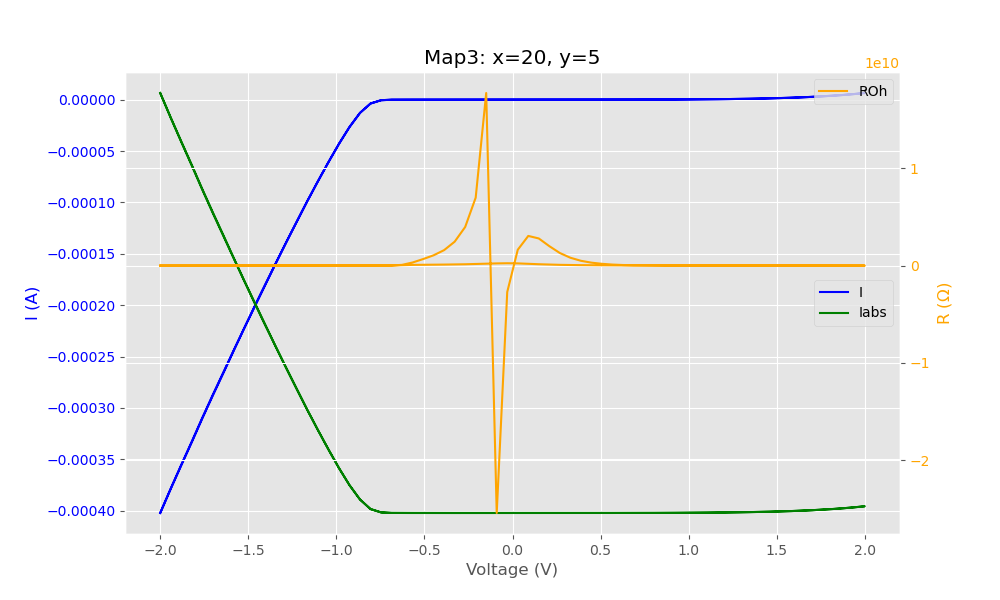 Map3: x=20, y=5
1e10
0.00000
−0.00005
−0.00010
−0.00015
−0.00020
−0.00025
−0.00030
−0.00035
−0.00040
I (A)
ROh
I
Iabs
1
0
−1
−2
R (Ω)
−2.0 −1.5 −1.0 −0.5 0.0 0.5 1.0 1.5 2.0
Voltage (V)